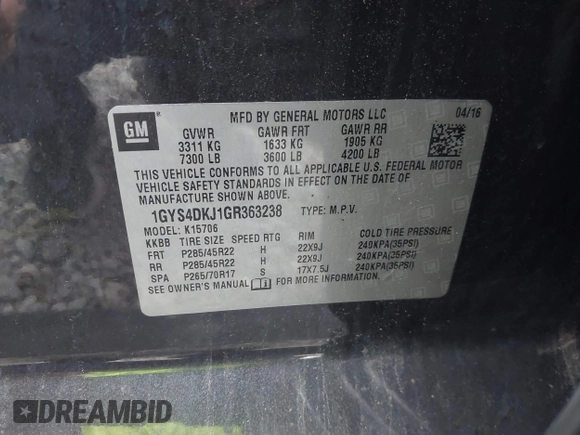 GM
MFD BY GENERAL MOTORS LLC 04/16
GVWR GAWR FRT GAWR RR
3311 KG 1633 KG 1905 KG
7300 LB 3600 LB 4200 LB
THIS VEHICLE CONFORMS TO ALL APPLICABLE U.S. FEDERAL MOTOR
VEHICLE SAFETY STANDARDS IN EFFECT ON THE DATE OF
MANUFACTURE SHOWN ABOVE.
1GYS4DKJ1GR363238 TYPE: M.P.V.
MODEL: K15706
KKBB TIRE SIZE SPEED RTG RIM COLD TIRE PRESSURE
FRT P285/45R22 H 22X9J 240KPA(35PSI)
RR P285/45R22 H 22X9J 240KPA(35PSI)
SPA P265/70R17 S 17X7.5J 240KPA(35PSI)
SEE OWNER'S MANUAL FOR MORE INFORMATION.
DREAMBID